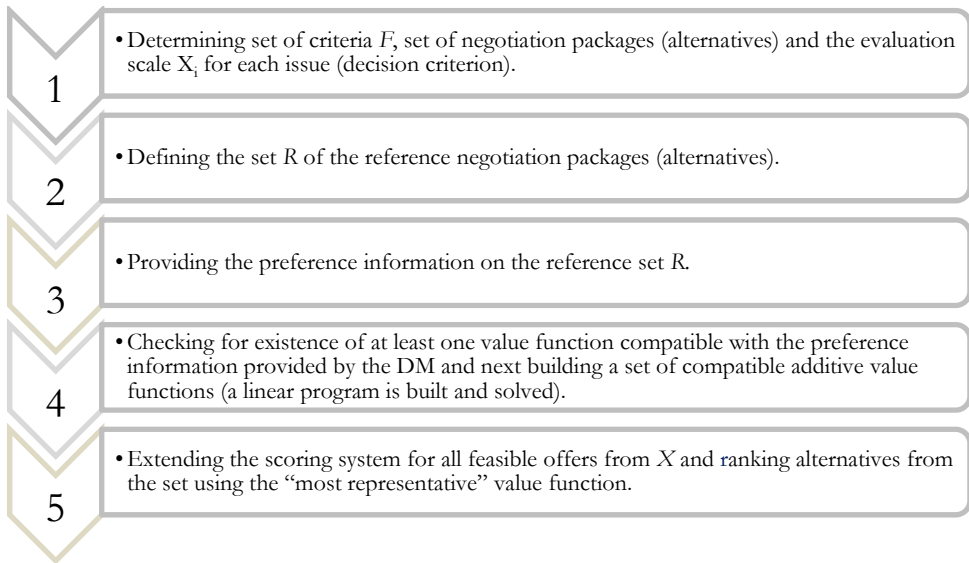 1
• Determining set of criteria F, set of negotiation packages (alternatives) and the evaluation
scale Xi for each issue (decision criterion).
2
• Defining the set R of the reference negotiation packages (alternatives).
3
• Providing the preference information on the reference set R.
4
• Checking for existence of at least one value function compatible with the preference
information provided by the DM and next building a set of compatible additive value
functions (a linear program is built and solved).
5
• Extending the scoring system for all feasible offers from X and ranking alternatives from
the set using the “most representative” value function.